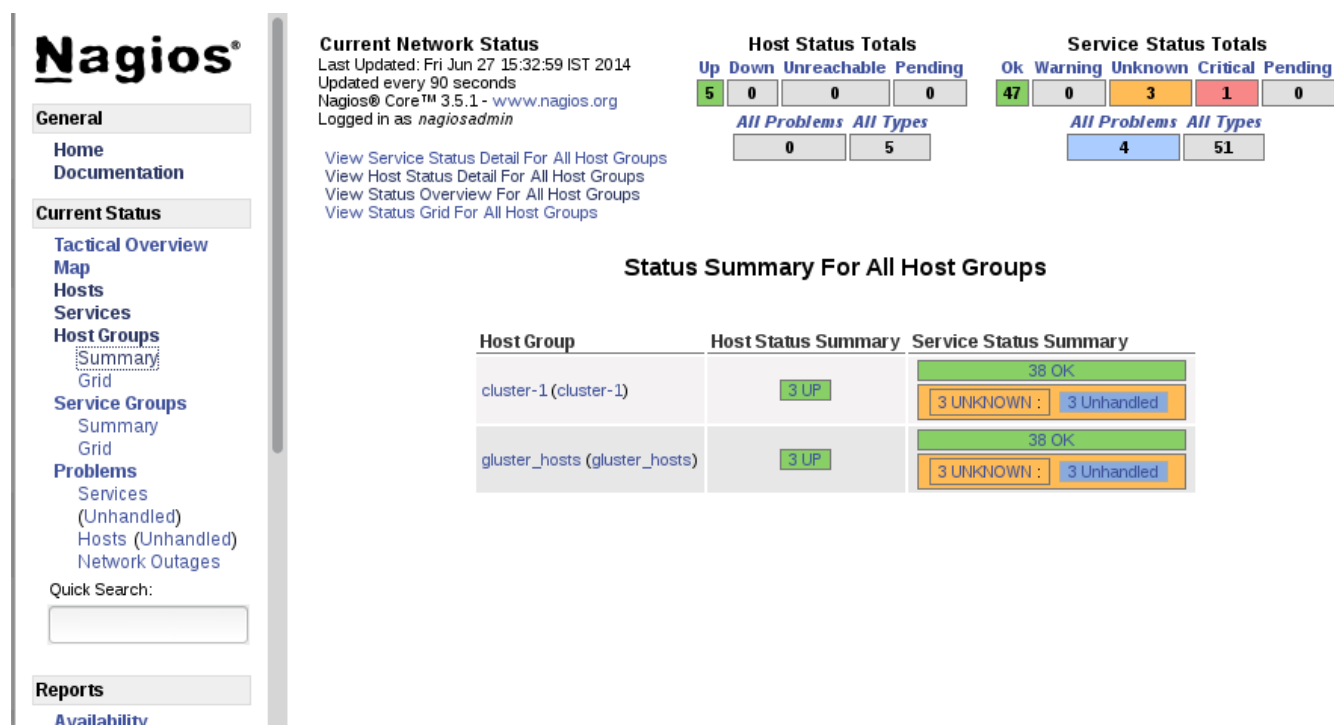 Nagios®
General
Home
Documentation
Current Status
Tactical Overview
Map
Hosts
Services
Host Groups
Summary
Grid
Service Groups
Summary
Grid
Problems
Services
(Unhandled)
Hosts (Unhandled)
Network Outages
Quick Search:
Reports
Availability
Current Network Status
Last Updated: Fri Jun 27 15:32:59 IST 2014
Updated every 90 seconds
Nagios® Core™ 3.5.1 - www.nagios.org
Logged in as nagiosadmin
View Service Status Detail For All Host Groups
View Host Status Detail For All Host Groups
View Status Overview For All Host Groups
View Status Grid For All Host Groups
Host Status Totals
Up Down Unreachable Pending
5 0 0 0
All Problems All Types
0 5
Service Status Totals
Ok Warning Unknown Critical Pending
47 0 3 1 0
All Problems All Types
4 51
Status Summary For All Host Groups
Host Group Host Status Summary Service Status Summary
cluster-1 (cluster-1) 3 UP 38 OK
3 UNKNOWN : 3 Unhandled
gluster_hosts (gluster_hosts) 3 UP 38 OK
3 UNKNOWN : 3 Unhandled